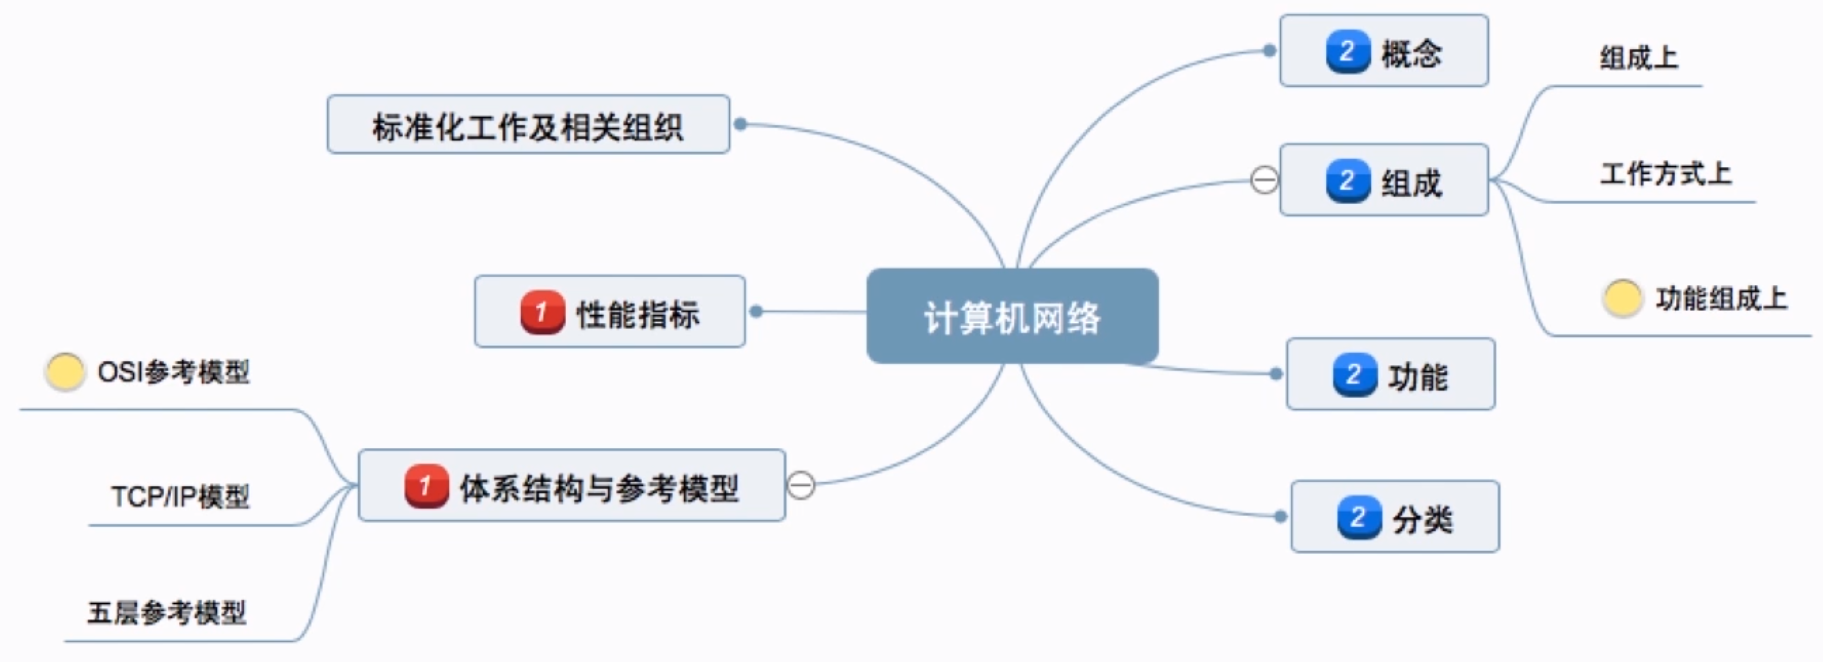 计算机网络
2 概念
2 组成
组成上
工作方式上
功能组成上
2 功能
2 分类
标准化工作及相关组织
1 性能指标
1 体系结构与参考模型
OSI参考模型
TCP/IP模型
五层参考模型